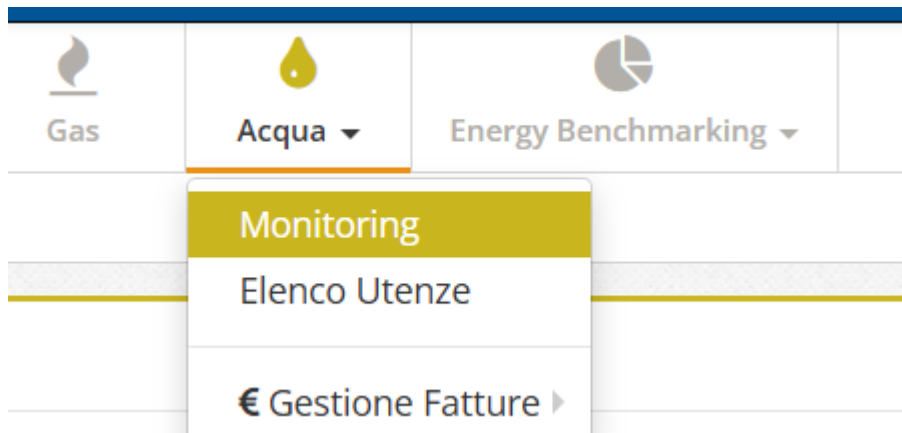 Gas
Acqua
Energy Benchmarking
Monitoring
Elenco Utenze
€ Gestione Fatture